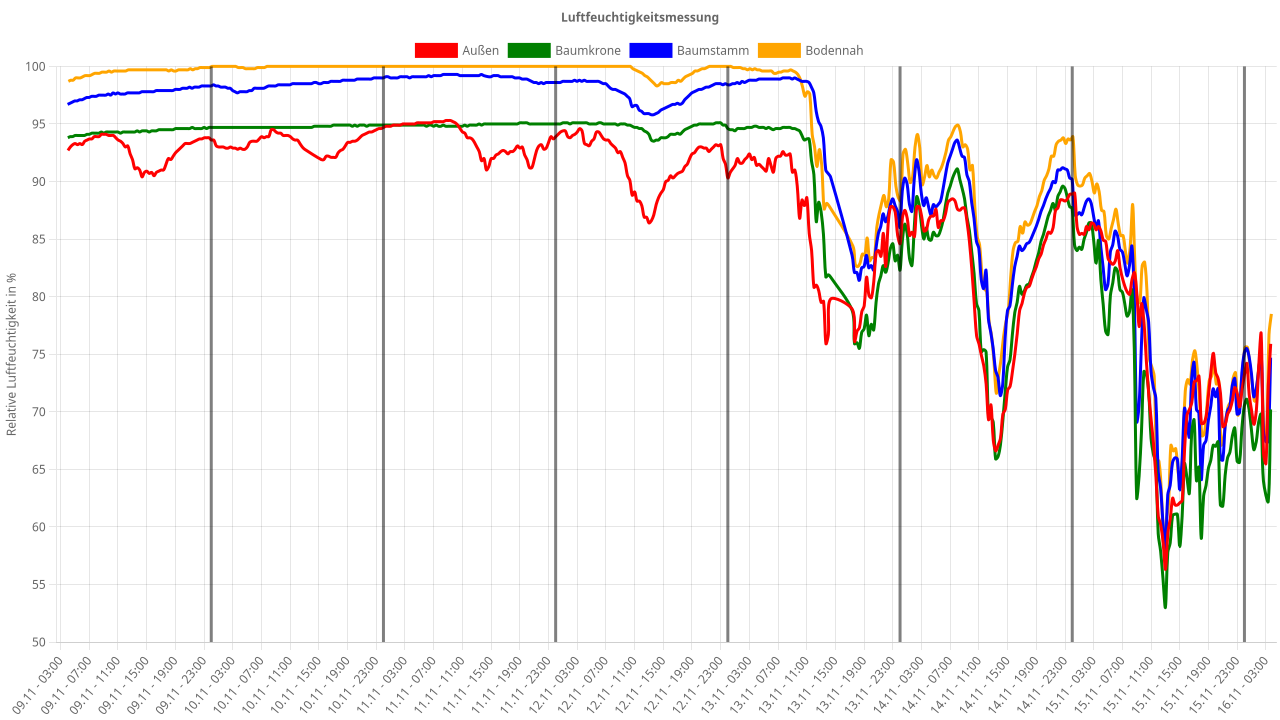 Luftfeuchtigkeitsmessung
Außen
Baumkrone
Baumstamm
Bodennah
Relative Luftfeuchtigkeit in %
100
95
90
85
80
75
70
65
60
55
50
09.11 - 03:00
09.11 - 07:00
09.11 - 11:00
09.11 - 15:00
09.11 - 19:00
09.11 - 23:00
10.11 - 03:00
10.11 - 07:00
10.11 - 11:00
10.11 - 15:00
10.11 - 19:00
10.11 - 23:00
11.11 - 03:00
11.11 - 07:00
11.11 - 11:00
11.11 - 15:00
11.11 - 19:00
11.11 - 23:00
12.11 - 03:00
12.11 - 07:00
12.11 - 11:00
12.11 - 15:00
12.11 - 19:00
12.11 - 23:00
13.11 - 03:00
13.11 - 07:00
13.11 - 11:00
13.11 - 15:00
13.11 - 19:00
13.11 - 23:00
14.11 - 03:00
14.11 - 07:00
14.11 - 11:00
14.11 - 15:00
14.11 - 19:00
14.11 - 23:00
15.11 - 03:00
15.11 - 07:00
15.11 - 11:00
15.11 - 15:00
15.11 - 19:00
15.11 - 23:00
16.11 - 03:00